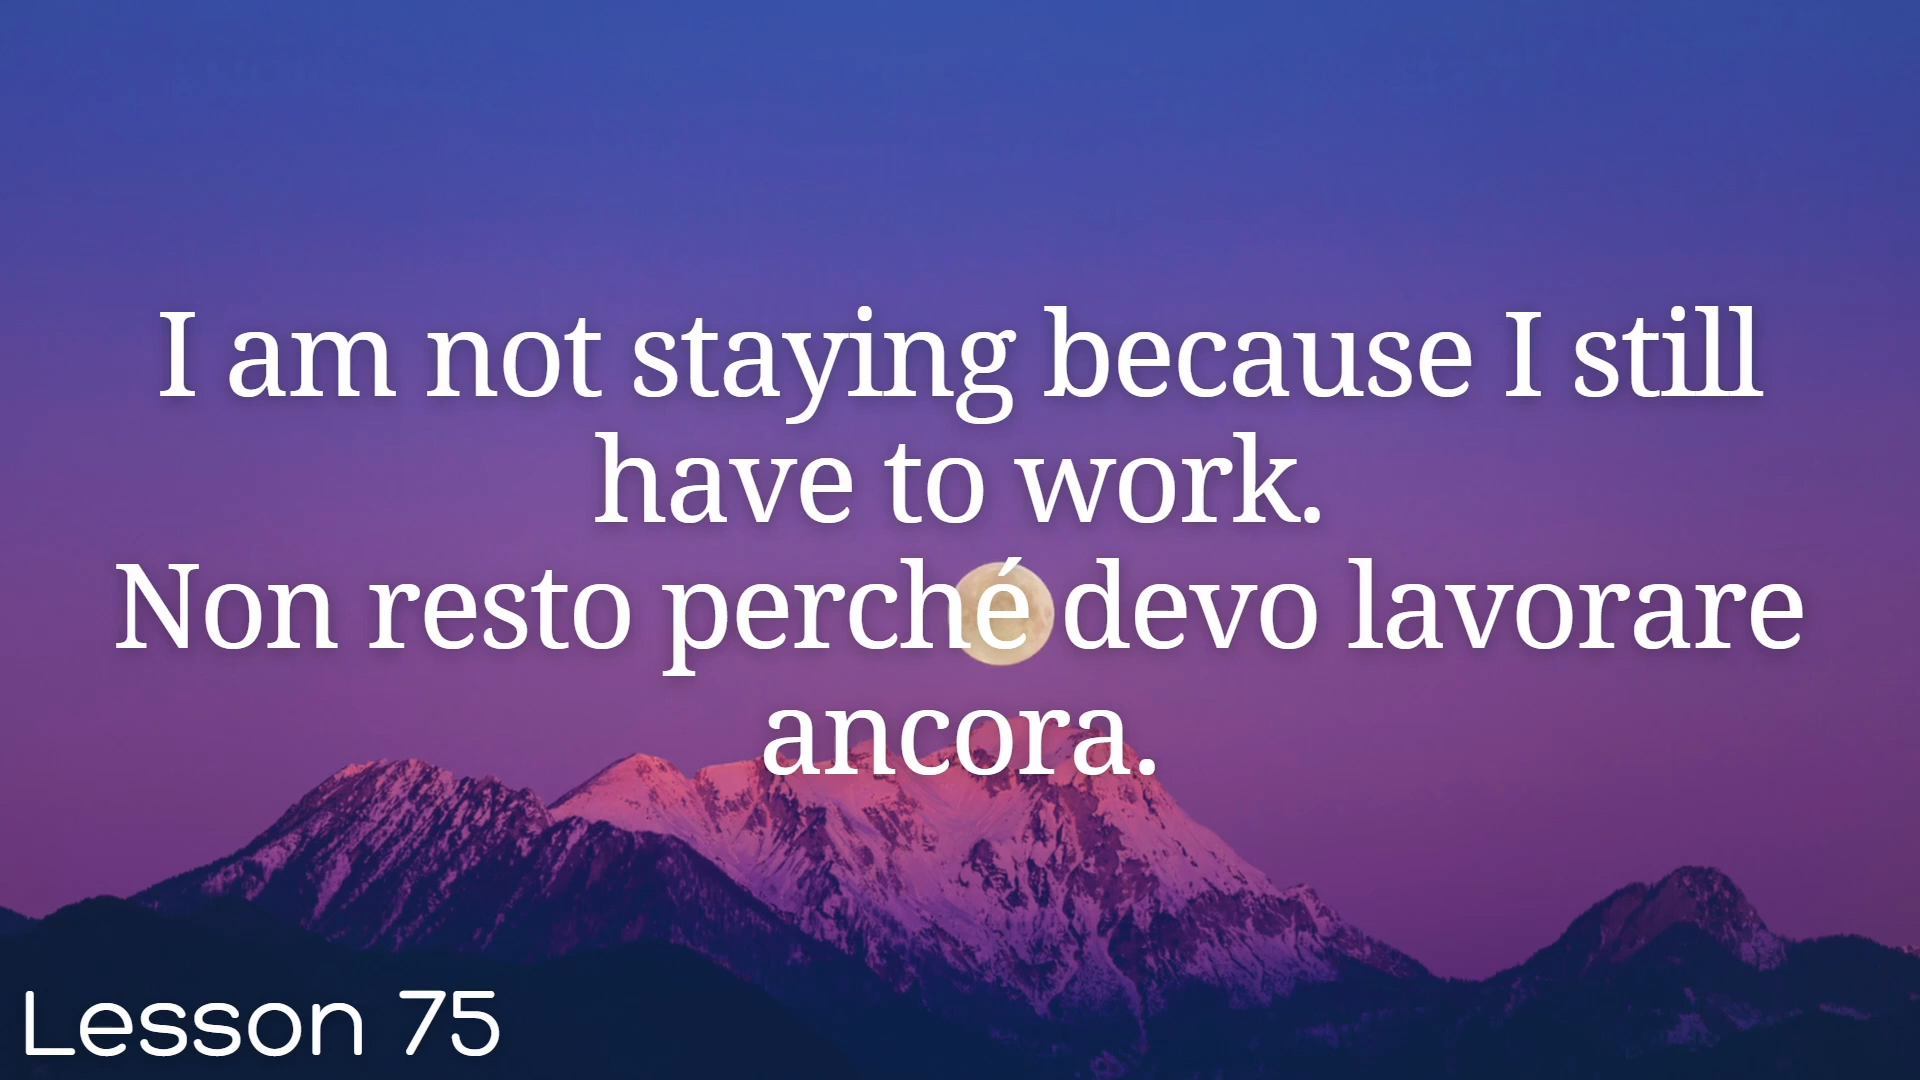 I am not staying because I still
have to work.
Non resto perché devo lavorare
ancora.
Lesson 75